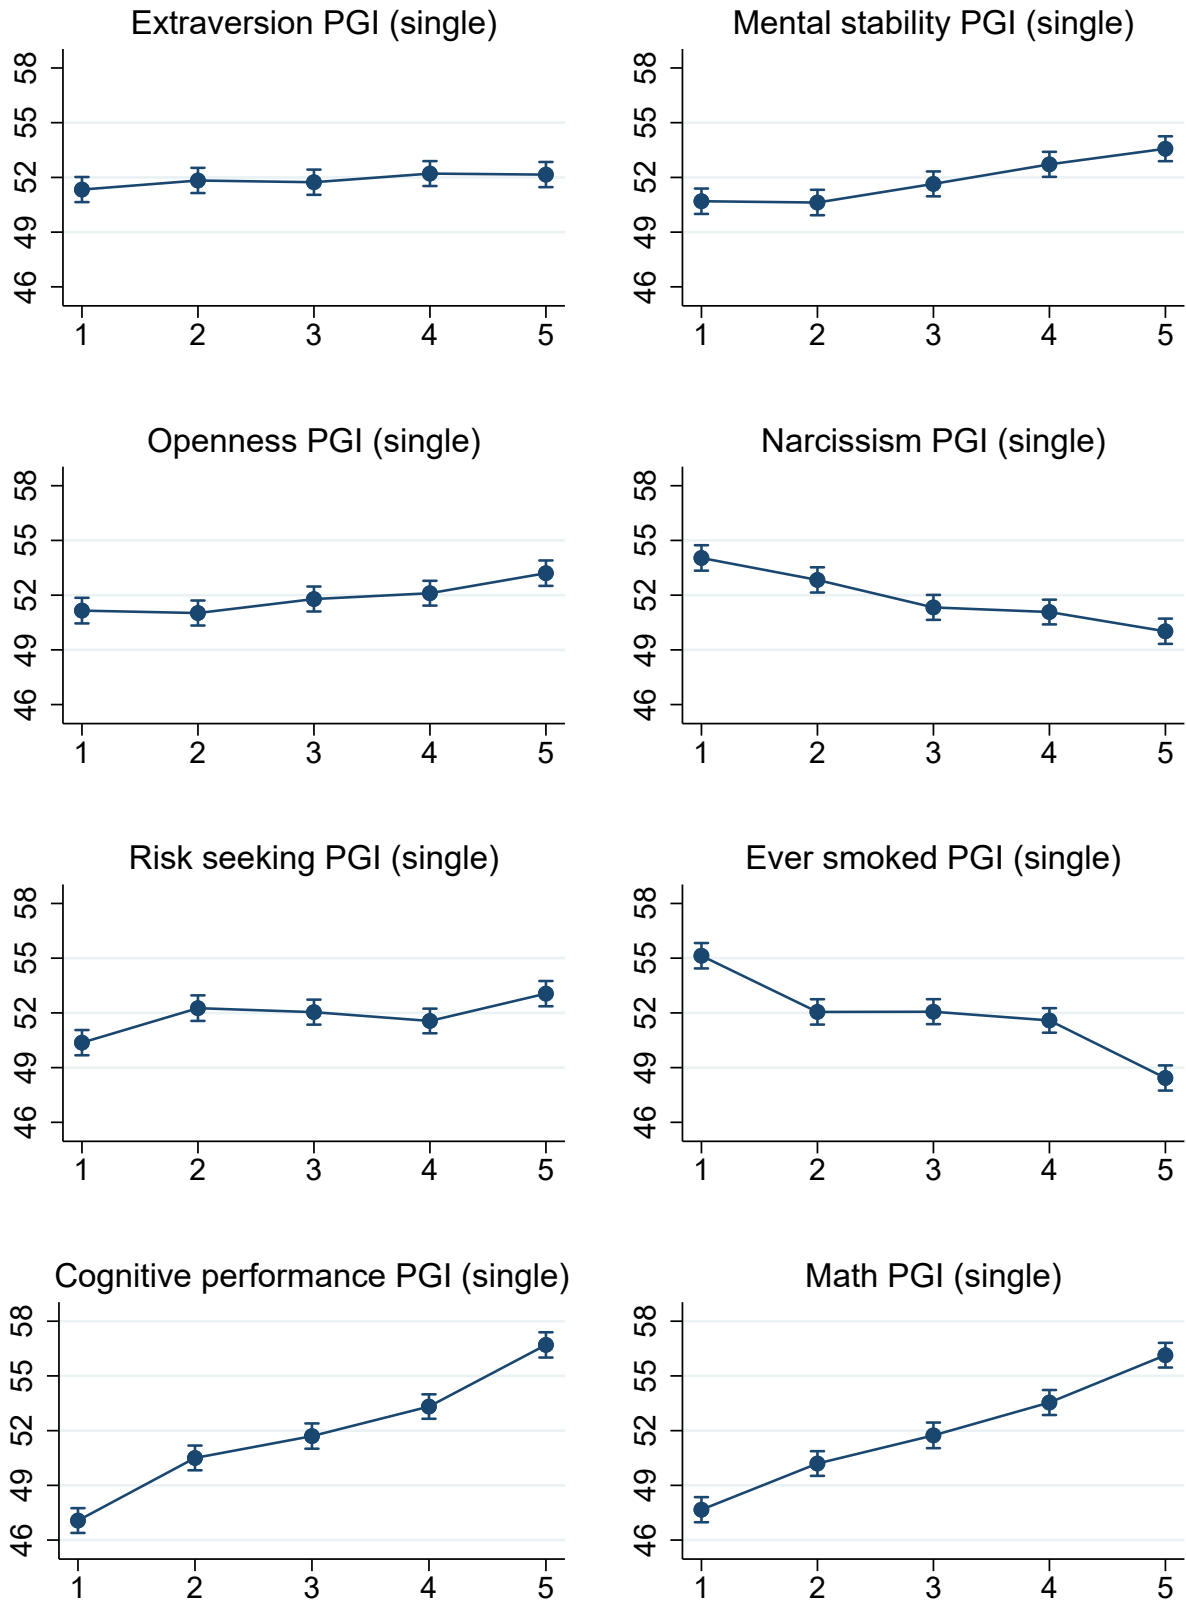 Extraversion PGI (single)
58
55
52
49
46
1 2 3 4 5
Mental stability PGI (single)
58
55
52
49
46
1 2 3 4 5
Openness PGI (single)
58
55
52
49
46
1 2 3 4 5
Narcissism PGI (single)
58
55
52
49
46
1 2 3 4 5
Risk seeking PGI (single)
58
55
52
49
46
1 2 3 4 5
Ever smoked PGI (single)
58
55
52
49
46
1 2 3 4 5
Cognitive performance PGI (single)
58
55
52
49
46
1 2 3 4 5
Math PGI (single)
58
55
52
49
46
1 2 3 4 5